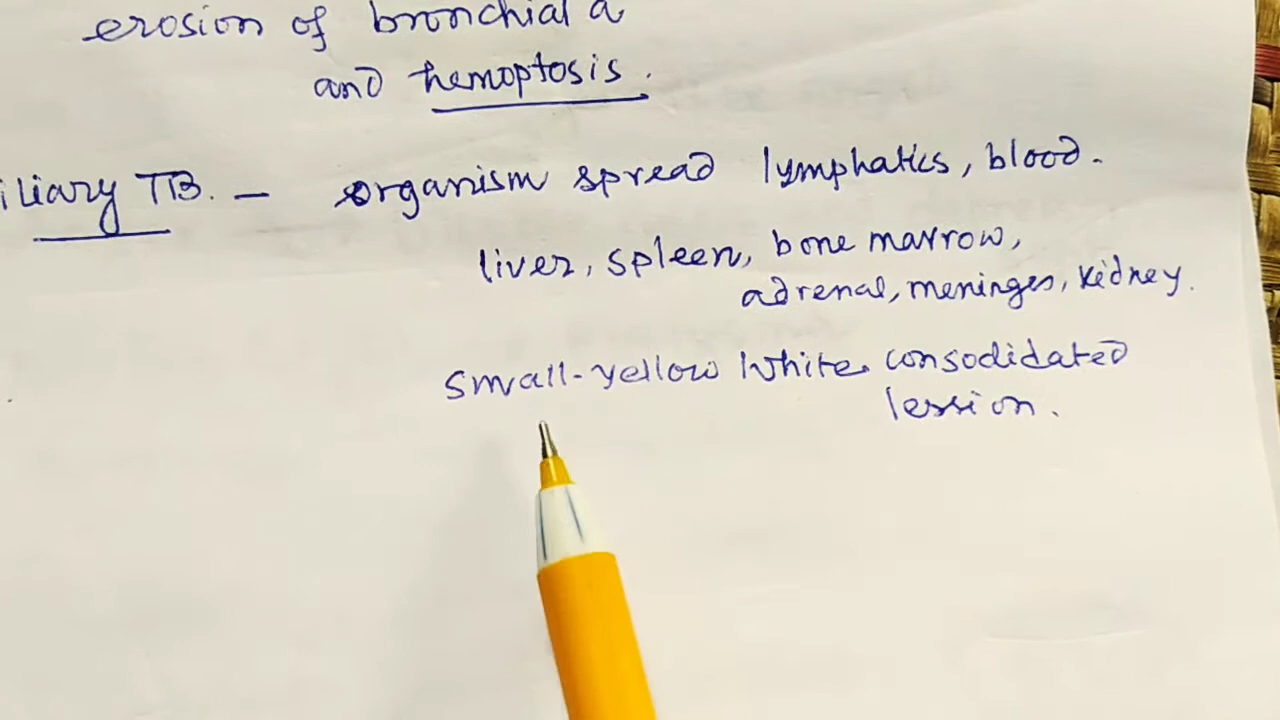 erosion of bronchial a
and hemoptosis.
iliary TB. - organism spread lymphatics, blood.
liver, spleen, bone marrow,
adrenal, meninges, kidney.
small-yellow white consodidated
lession.